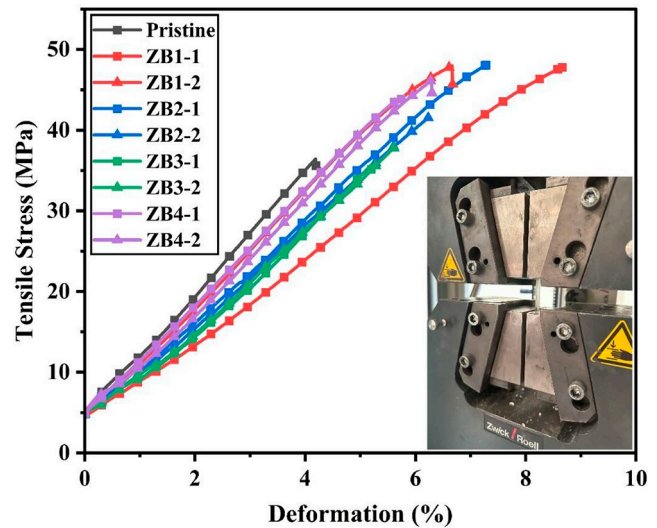 Pristine
ZB1-1
ZB1-2
ZB2-1
ZB2-2
ZB3-1
ZB3-2
ZB4-1
ZB4-2
Tensile Stress (MPa)
50
40
30
20
10
0
0 2 4 6 8 10
Deformation (%)
Zwick / Roell